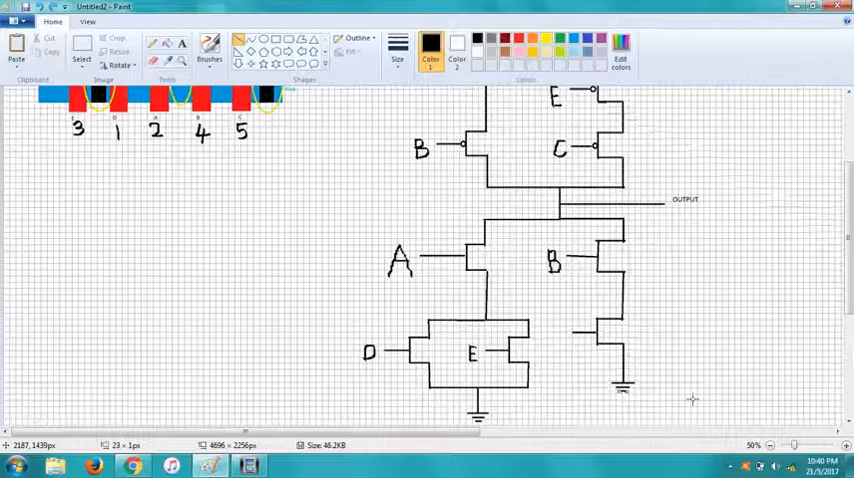 Untitled2 - Paint
Home View
Paste
Cut
Copy
Clipboard
Select
Crop
Resize
Rotate
Image
Tools
Brushes
Shapes
Outline
Fill
Size
Color 1
Color 2
Colors
Edit colors
E
B
C
3 1 2 4 5
OUTPUT
A
B
D
E
2187, 1439px
23 × 1px
4696 × 2256px
Size: 46.2KB
50%
10:40 PM
21/5/2017